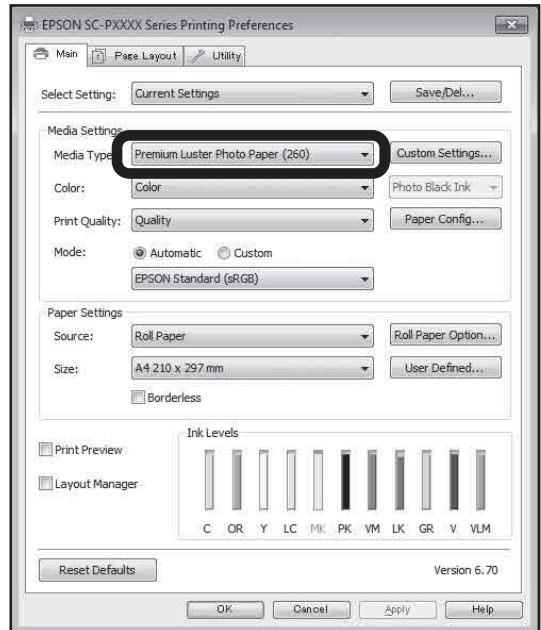 EPSON SC-PXXXX Series Printing Preferences
Main Page Layout Utility
Select Setting: Current Settings Save/Del...
Media Settings
Media Type Premium Luster Photo Paper (260) Custom Settings...
Color: Color Photo Black Ink
Print Quality: Quality Paper Config...
Mode: Automatic Custom
EPSON Standard (sRGB)
Paper Settings
Source: Roll Paper Roll Paper Option...
Size: A4 210 x 297 mm User Defined...
Borderless
Print Preview
Layout Manager
Ink Levels
C OR Y LC MK PK VM LK GR V VLM
Reset Defaults Version 6.70
OK Cancel Apply Help